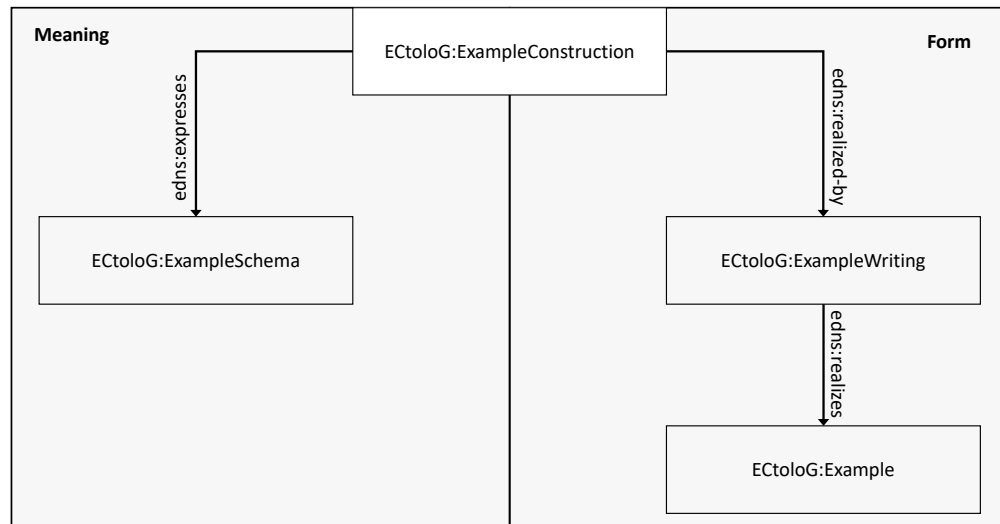 Meaning
ECtoloG:ExampleConstruction
Form
edns:expresses
edns:realized-by
ECtoloG:ExampleSchema
ECtoloG:ExampleWriting
edns:realizes
ECtoloG:Example